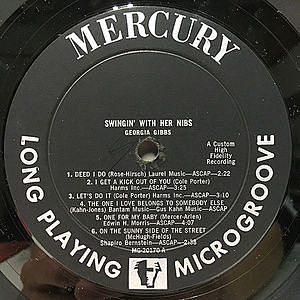 MERCURY
SWINGIN' WITH HER NIBS
GEORGIA GIBBS
A Custom
High
Fidelity
Recording
1. DEED I DO (Rose-Hirsch) Laurel Music—ASCAP—2:22
2. I GET A KICK OUT OF YOU (Cole Porter)
Harms Inc.—ASCAP—3:25
3. LET'S DO IT (Cole Porter) Harms Inc.—ASCAP—3:10
4. THE ONE I LOVE BELONGS TO SOMEBODY ELSE
(Kahn-Jones) Bantam Music—Gus Kahn Music—ASCAP
5. ONE FOR MY BABY (Mercer-Arlen)
Edwin H. Morris—ASCAP
6. ON THE SUNNY SIDE OF THE STREET
(McHugh-Fields)
Shapiro Bernstein—ASCAP—2:38
MG-20170 A
LONG PLAYING
MICROGROOVE